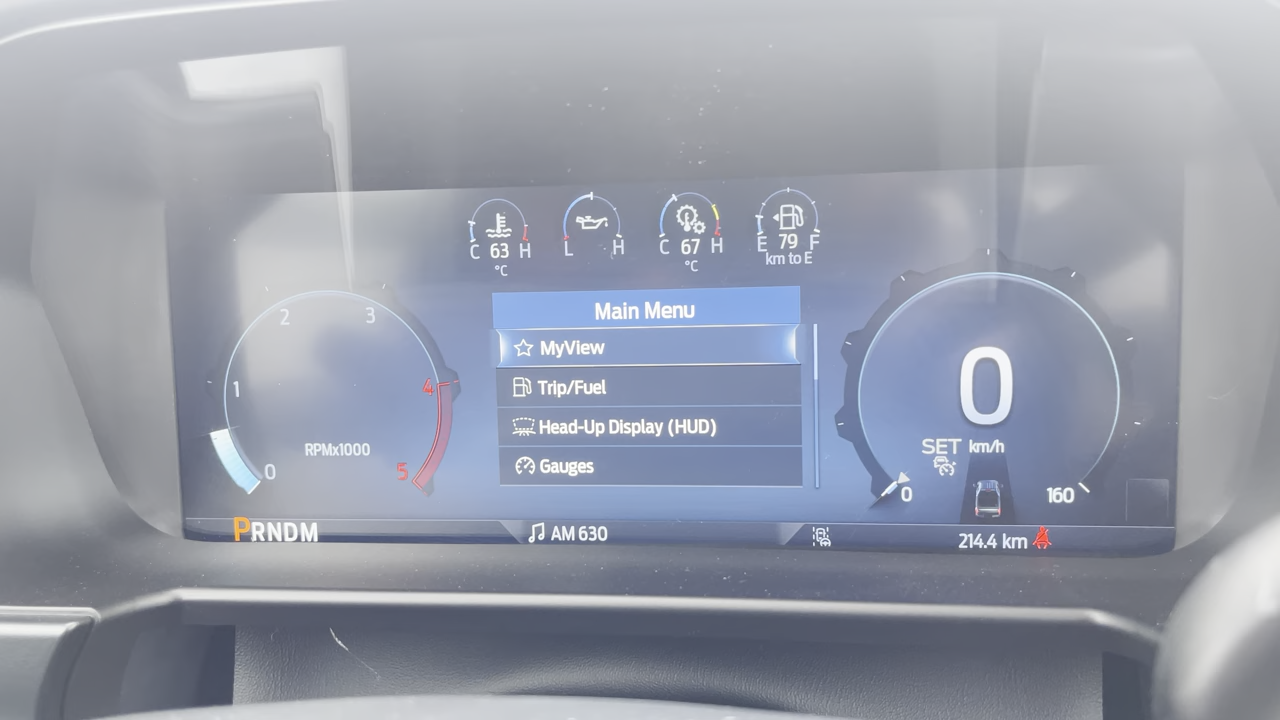 C 63 H
°C
L H
C 67 H
°C
E 79 F
km to E
Main Menu
MyView
Trip/Fuel
Head-Up Display (HUD)
Gauges
0
1
2
3
4
5
RPMx1000
0
SET km/h
0
160
PRNDM
AM 630
214.4 km